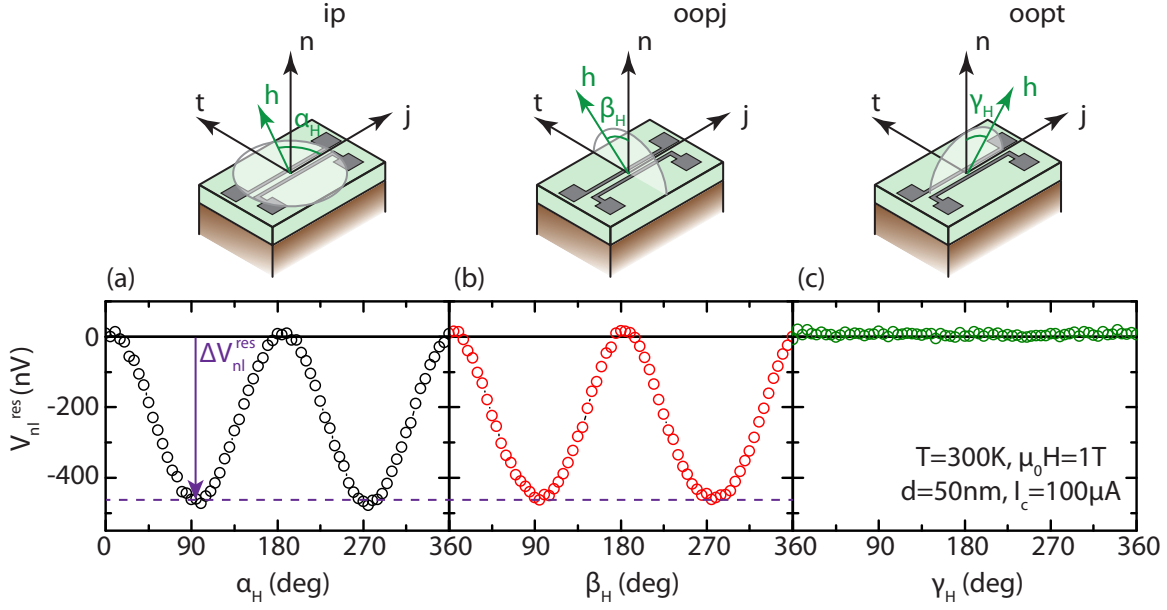 ip
oopj
oopt
n
h
t
α_H
j
n
h
β_H
t
j
n
h
γ_H
t
j
(a)
(b)
(c)
V_nl^res (nV)
0
-200
-400
ΔV_nl^res
T=300K, μ₀H=1T
d=50nm, I_c=100μA
0
90
180
270
360
90
180
270
360
90
180
270
360
α_H (deg)
β_H (deg)
γ_H (deg)